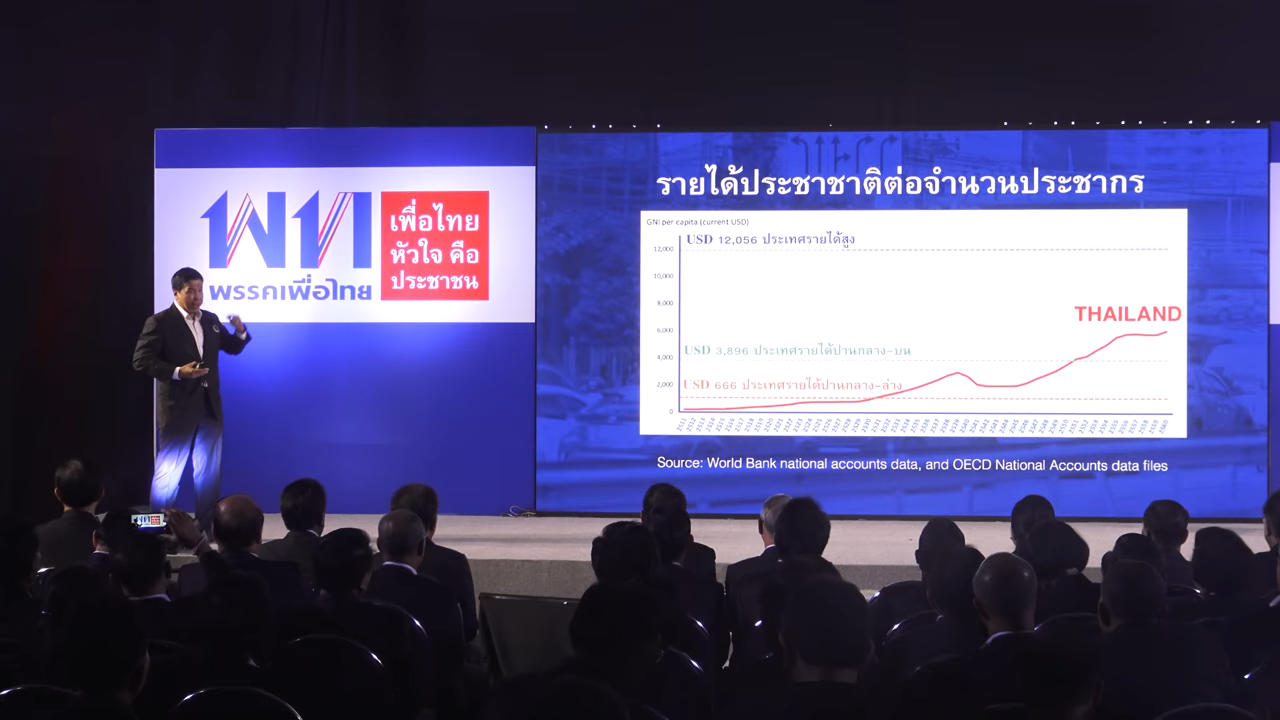 พท
พรรคเพื่อไทย
เพื่อไทย
หัวใจ คือ
ประชาชน
รายได้ประชาชาติต่อจำนวนประชากร
GNI per capita (current USD)
USD 12,056 ประเทศรายได้สูง
12,000
10,000
8,000
THAILAND
6,000
USD 3,896 ประเทศรายได้ปานกลาง-บน
4,000
USD 666 ประเทศรายได้ปานกลาง-ล่าง
2,000
0
Source: World Bank national accounts data, and OECD National Accounts data files